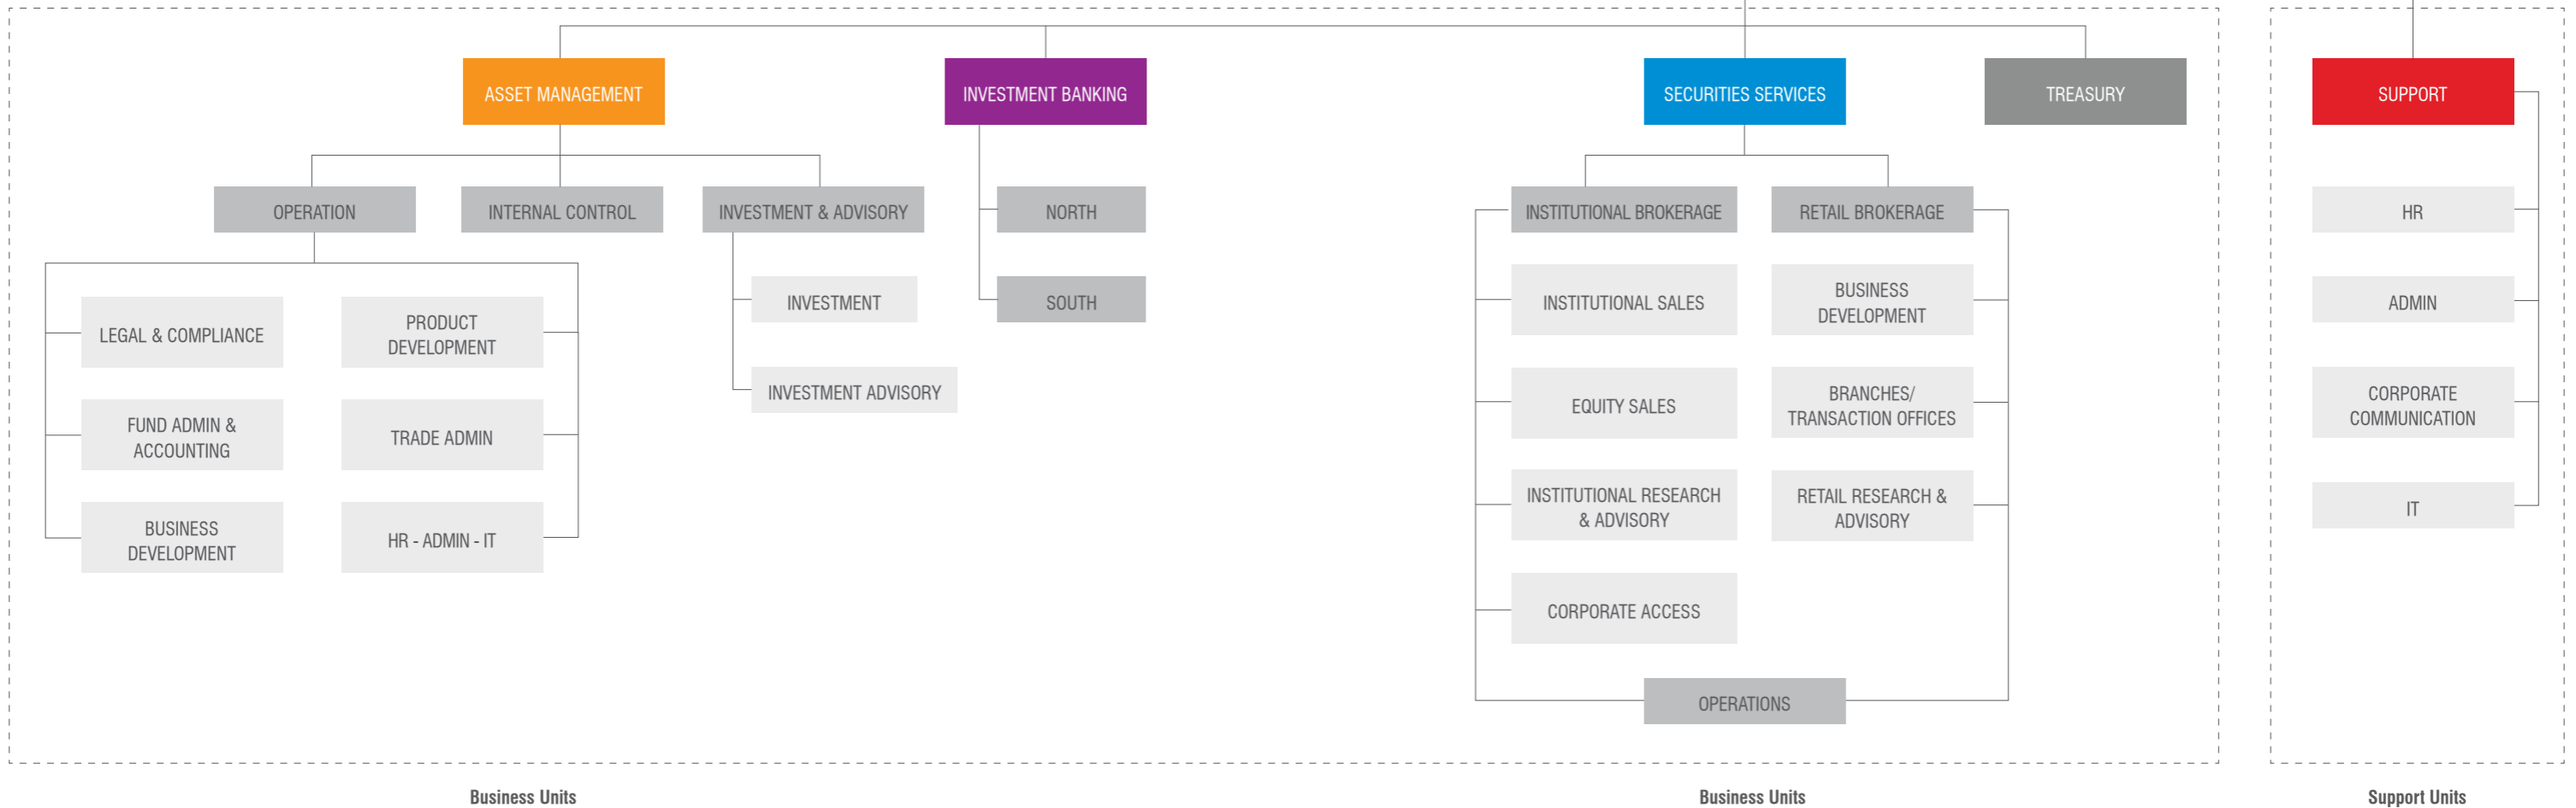 ASSET MANAGEMENT
INVESTMENT BANKING
SECURITIES SERVICES
TREASURY
SUPPORT
OPERATION
INTERNAL CONTROL
INVESTMENT & ADVISORY
NORTH
INSTITUTIONAL BROKERAGE
RETAIL BROKERAGE
HR
LEGAL & COMPLIANCE
PRODUCT
DEVELOPMENT
INVESTMENT
SOUTH
INSTITUTIONAL SALES
BUSINESS
DEVELOPMENT
ADMIN
FUND ADMIN &
ACCOUNTING
TRADE ADMIN
INVESTMENT ADVISORY
EQUITY SALES
BRANCHES/
TRANSACTION OFFICES
CORPORATE
COMMUNICATION
BUSINESS
DEVELOPMENT
HR - ADMIN - IT
INSTITUTIONAL RESEARCH
& ADVISORY
RETAIL RESEARCH &
ADVISORY
IT
CORPORATE ACCESS
OPERATIONS
Business Units
Business Units
Support Units